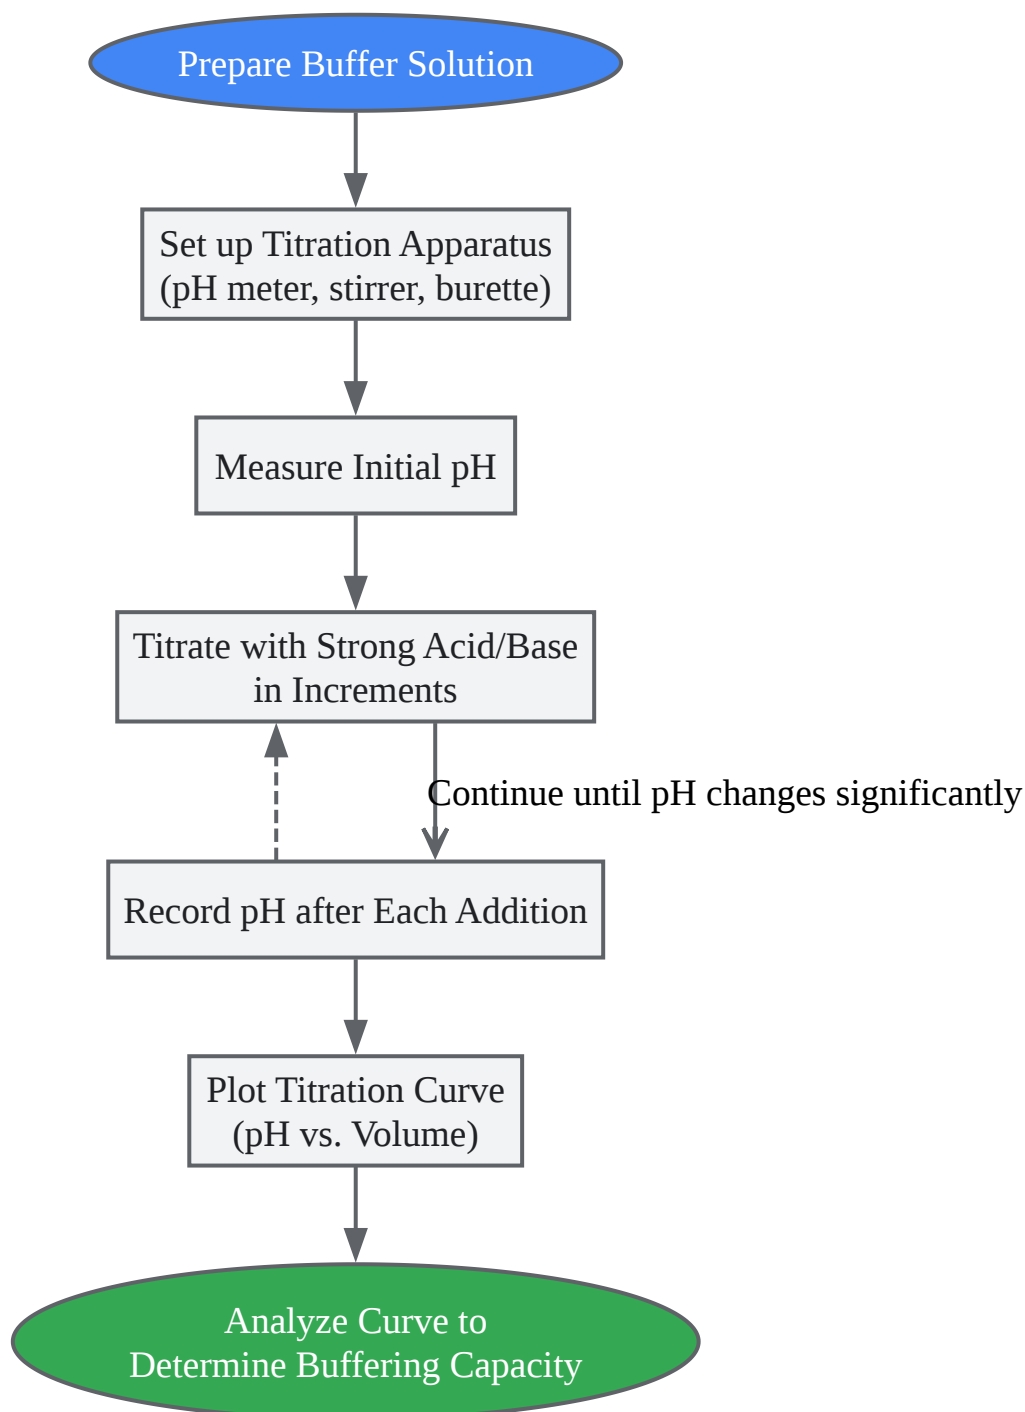 Prepare Buffer Solution
Set up Titration Apparatus
(pH meter, stirrer, burette)
Measure Initial pH
Titrate with Strong Acid/Base
in Increments
Continue until pH changes significantly
Record pH after Each Addition
Plot Titration Curve
(pH vs. Volume)
Analyze Curve to
Determine Buffering Capacity